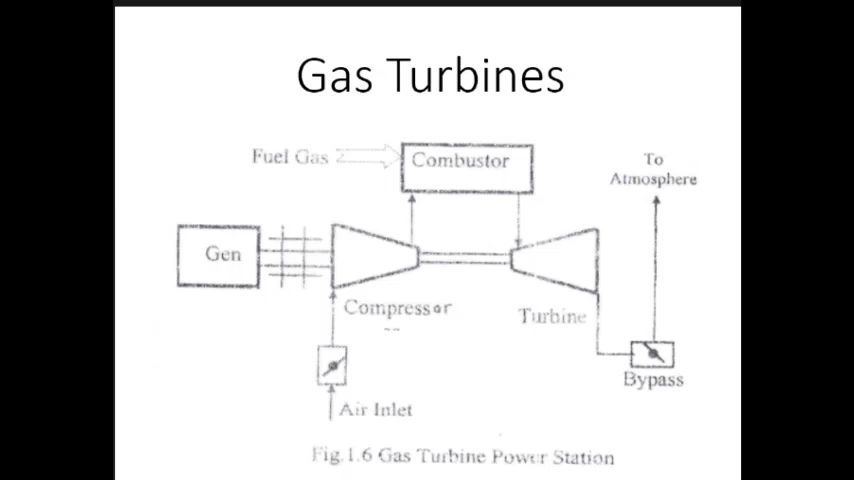 Gas Turbines
Fuel Gas
Combustor
To
Atmosphere
Gen
Compressor
Turbine
Bypass
Air Inlet
Fig.1.6 Gas Turbine Power Station